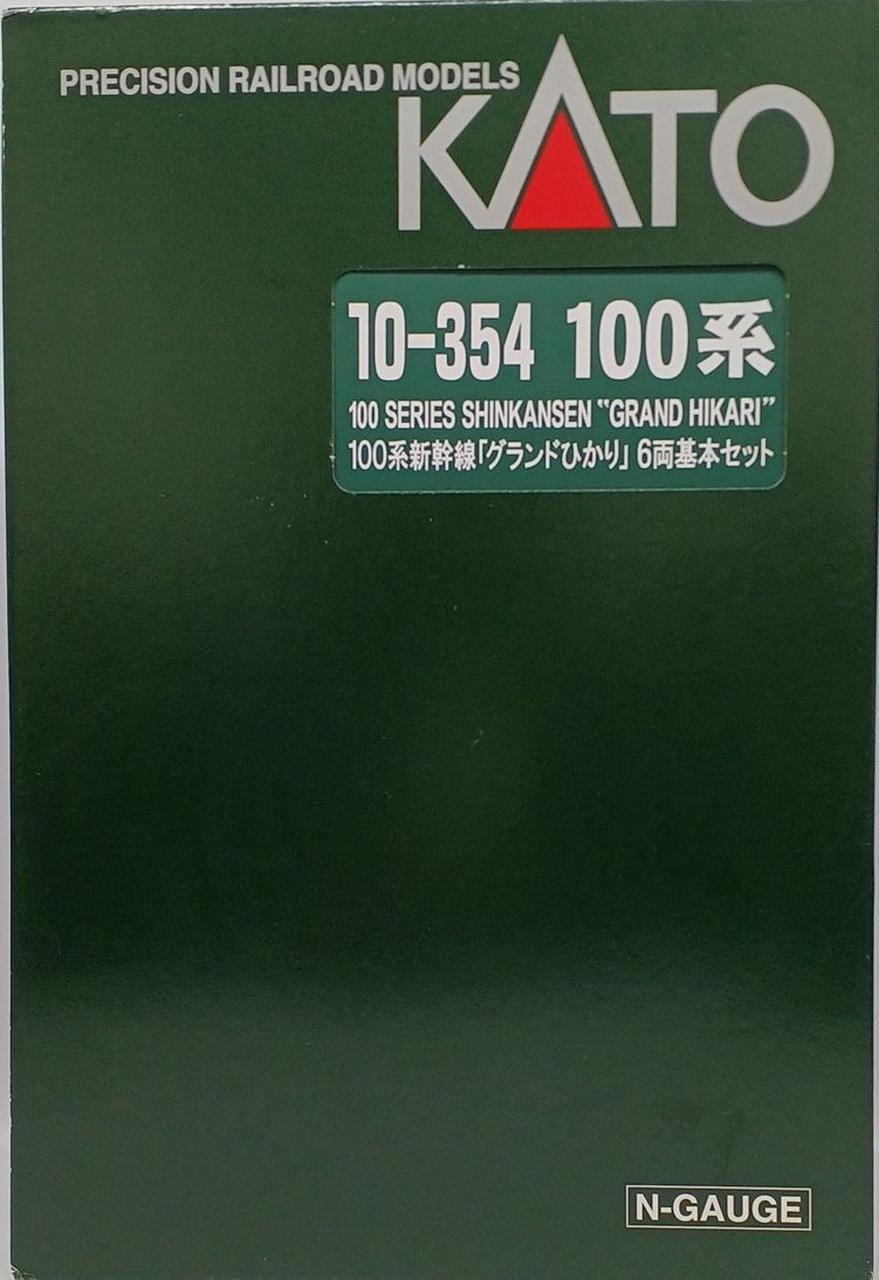 PRECISION RAILROAD MODELS
KATO
10-354 100系
100 SERIES SHINKANSEN "GRAND HIKARI"
100系新幹線「グランドひかり」 6両基本セット
N-GAUGE